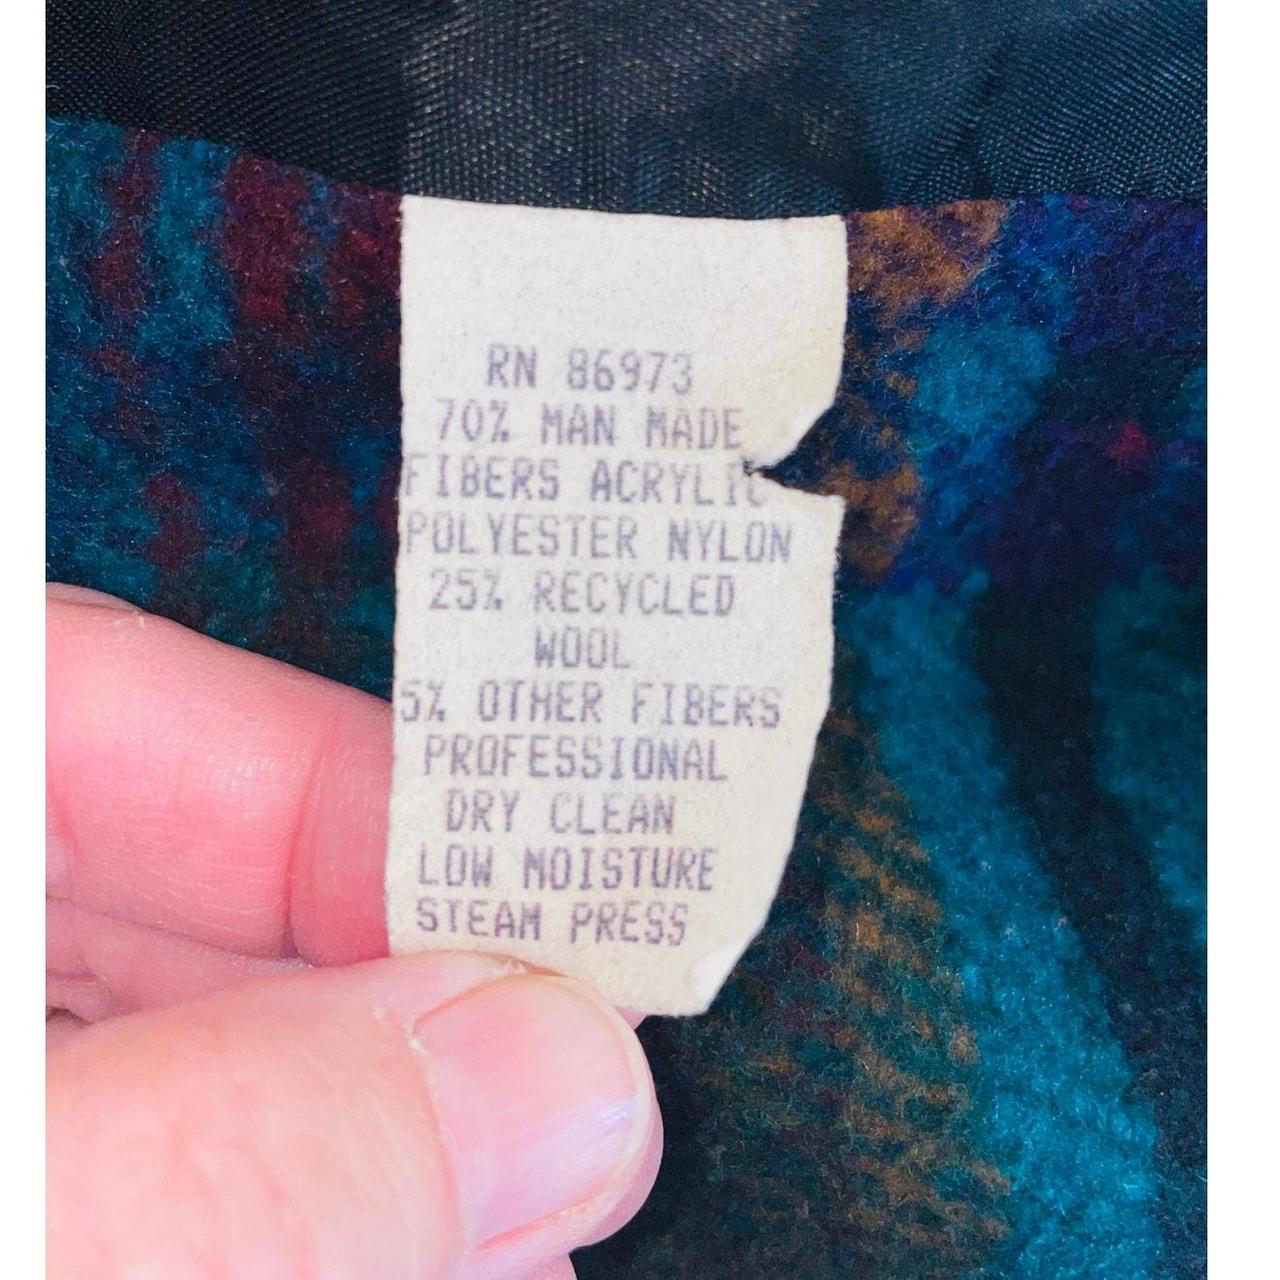 RN 86973
70% MAN MADE
FIBERS ACRYLIC
POLYESTER NYLON
25% RECYCLED
WOOL
5% OTHER FIBERS
PROFESSIONAL
DRY CLEAN
LOW MOISTURE
STEAM PRESS